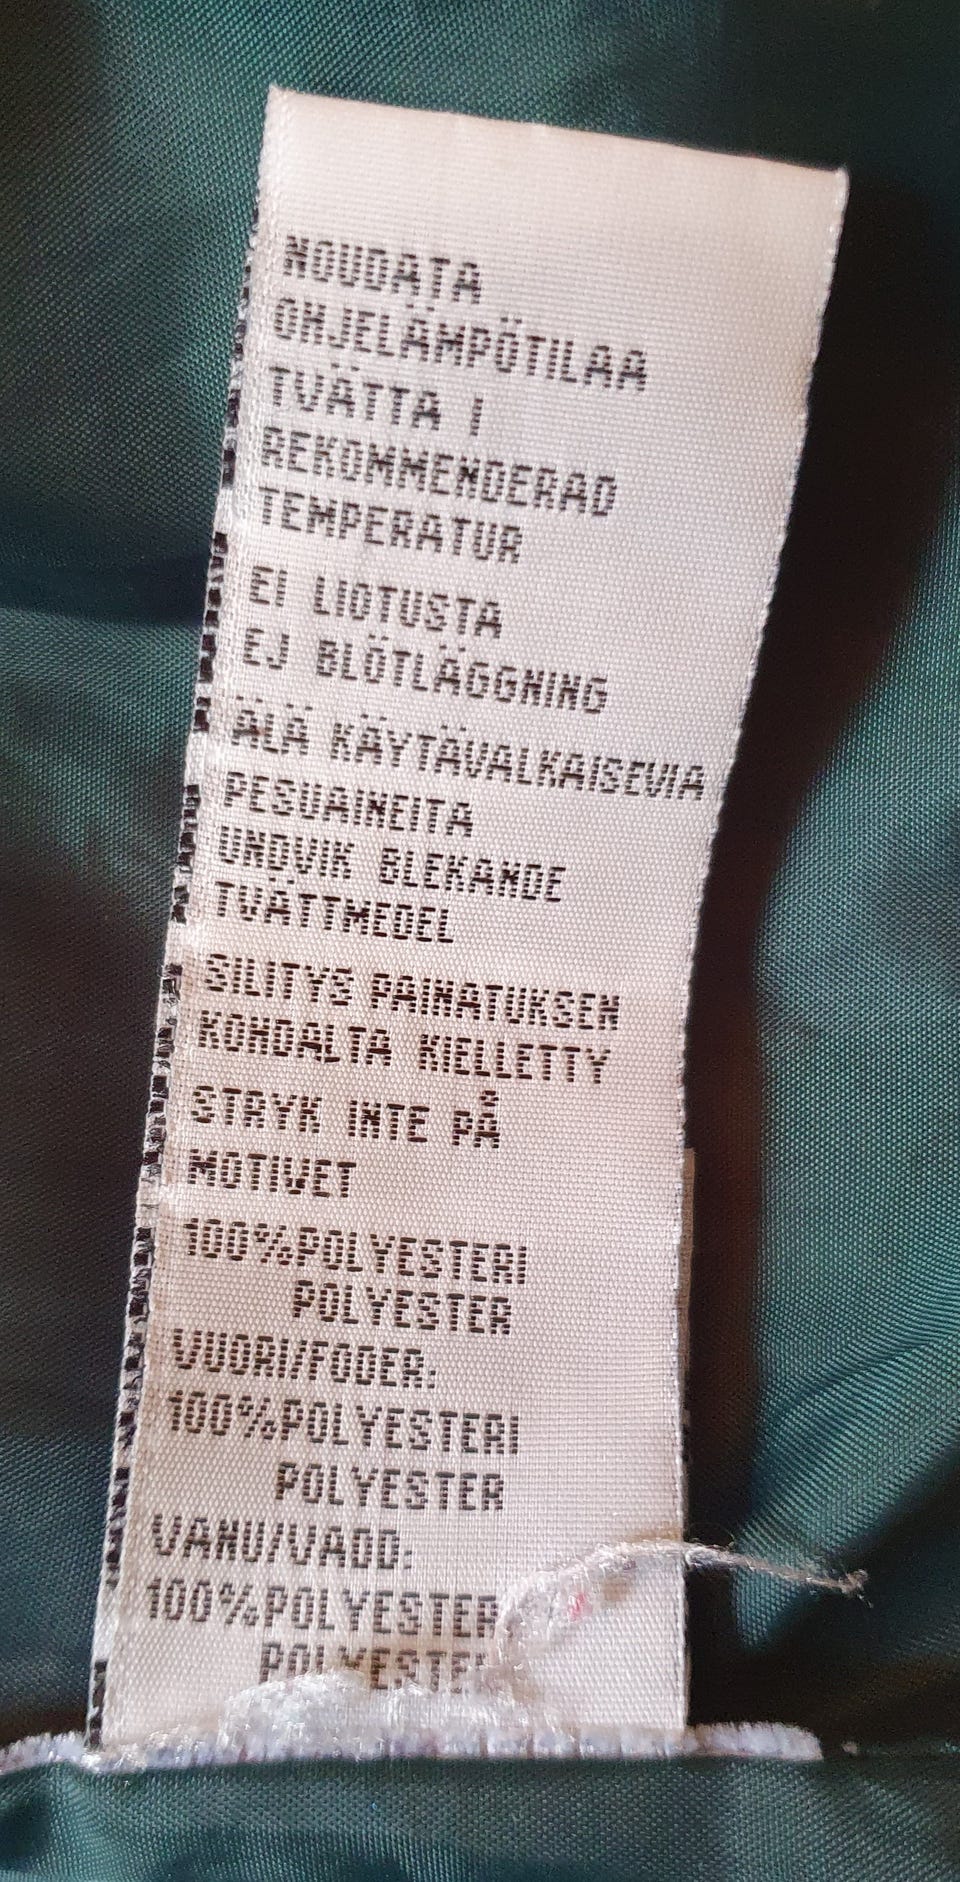 NOUDATA
OHJELÄMPÖTILAA
TVÄTTA I
REKOMMENDERAD
TEMPERATUR
EI LIOTUSTA
EJ BLÖTLÄGGNING
ÄLÄ KÄYTÄVALKAISEVIA
PESUAINEITA
UNDVIK BLEKANDE
TVÄTTMEDEL
SILITYS PAINATUKSEN
KOHDALTA KIELLETTY
STRYK INTE PÅ
MOTIVET
100%POLYESTERI
POLYESTER
VUORI/FODER:
100%POLYESTERI
POLYESTER
VANU/VADD:
100%POLYESTER
POLYESTE